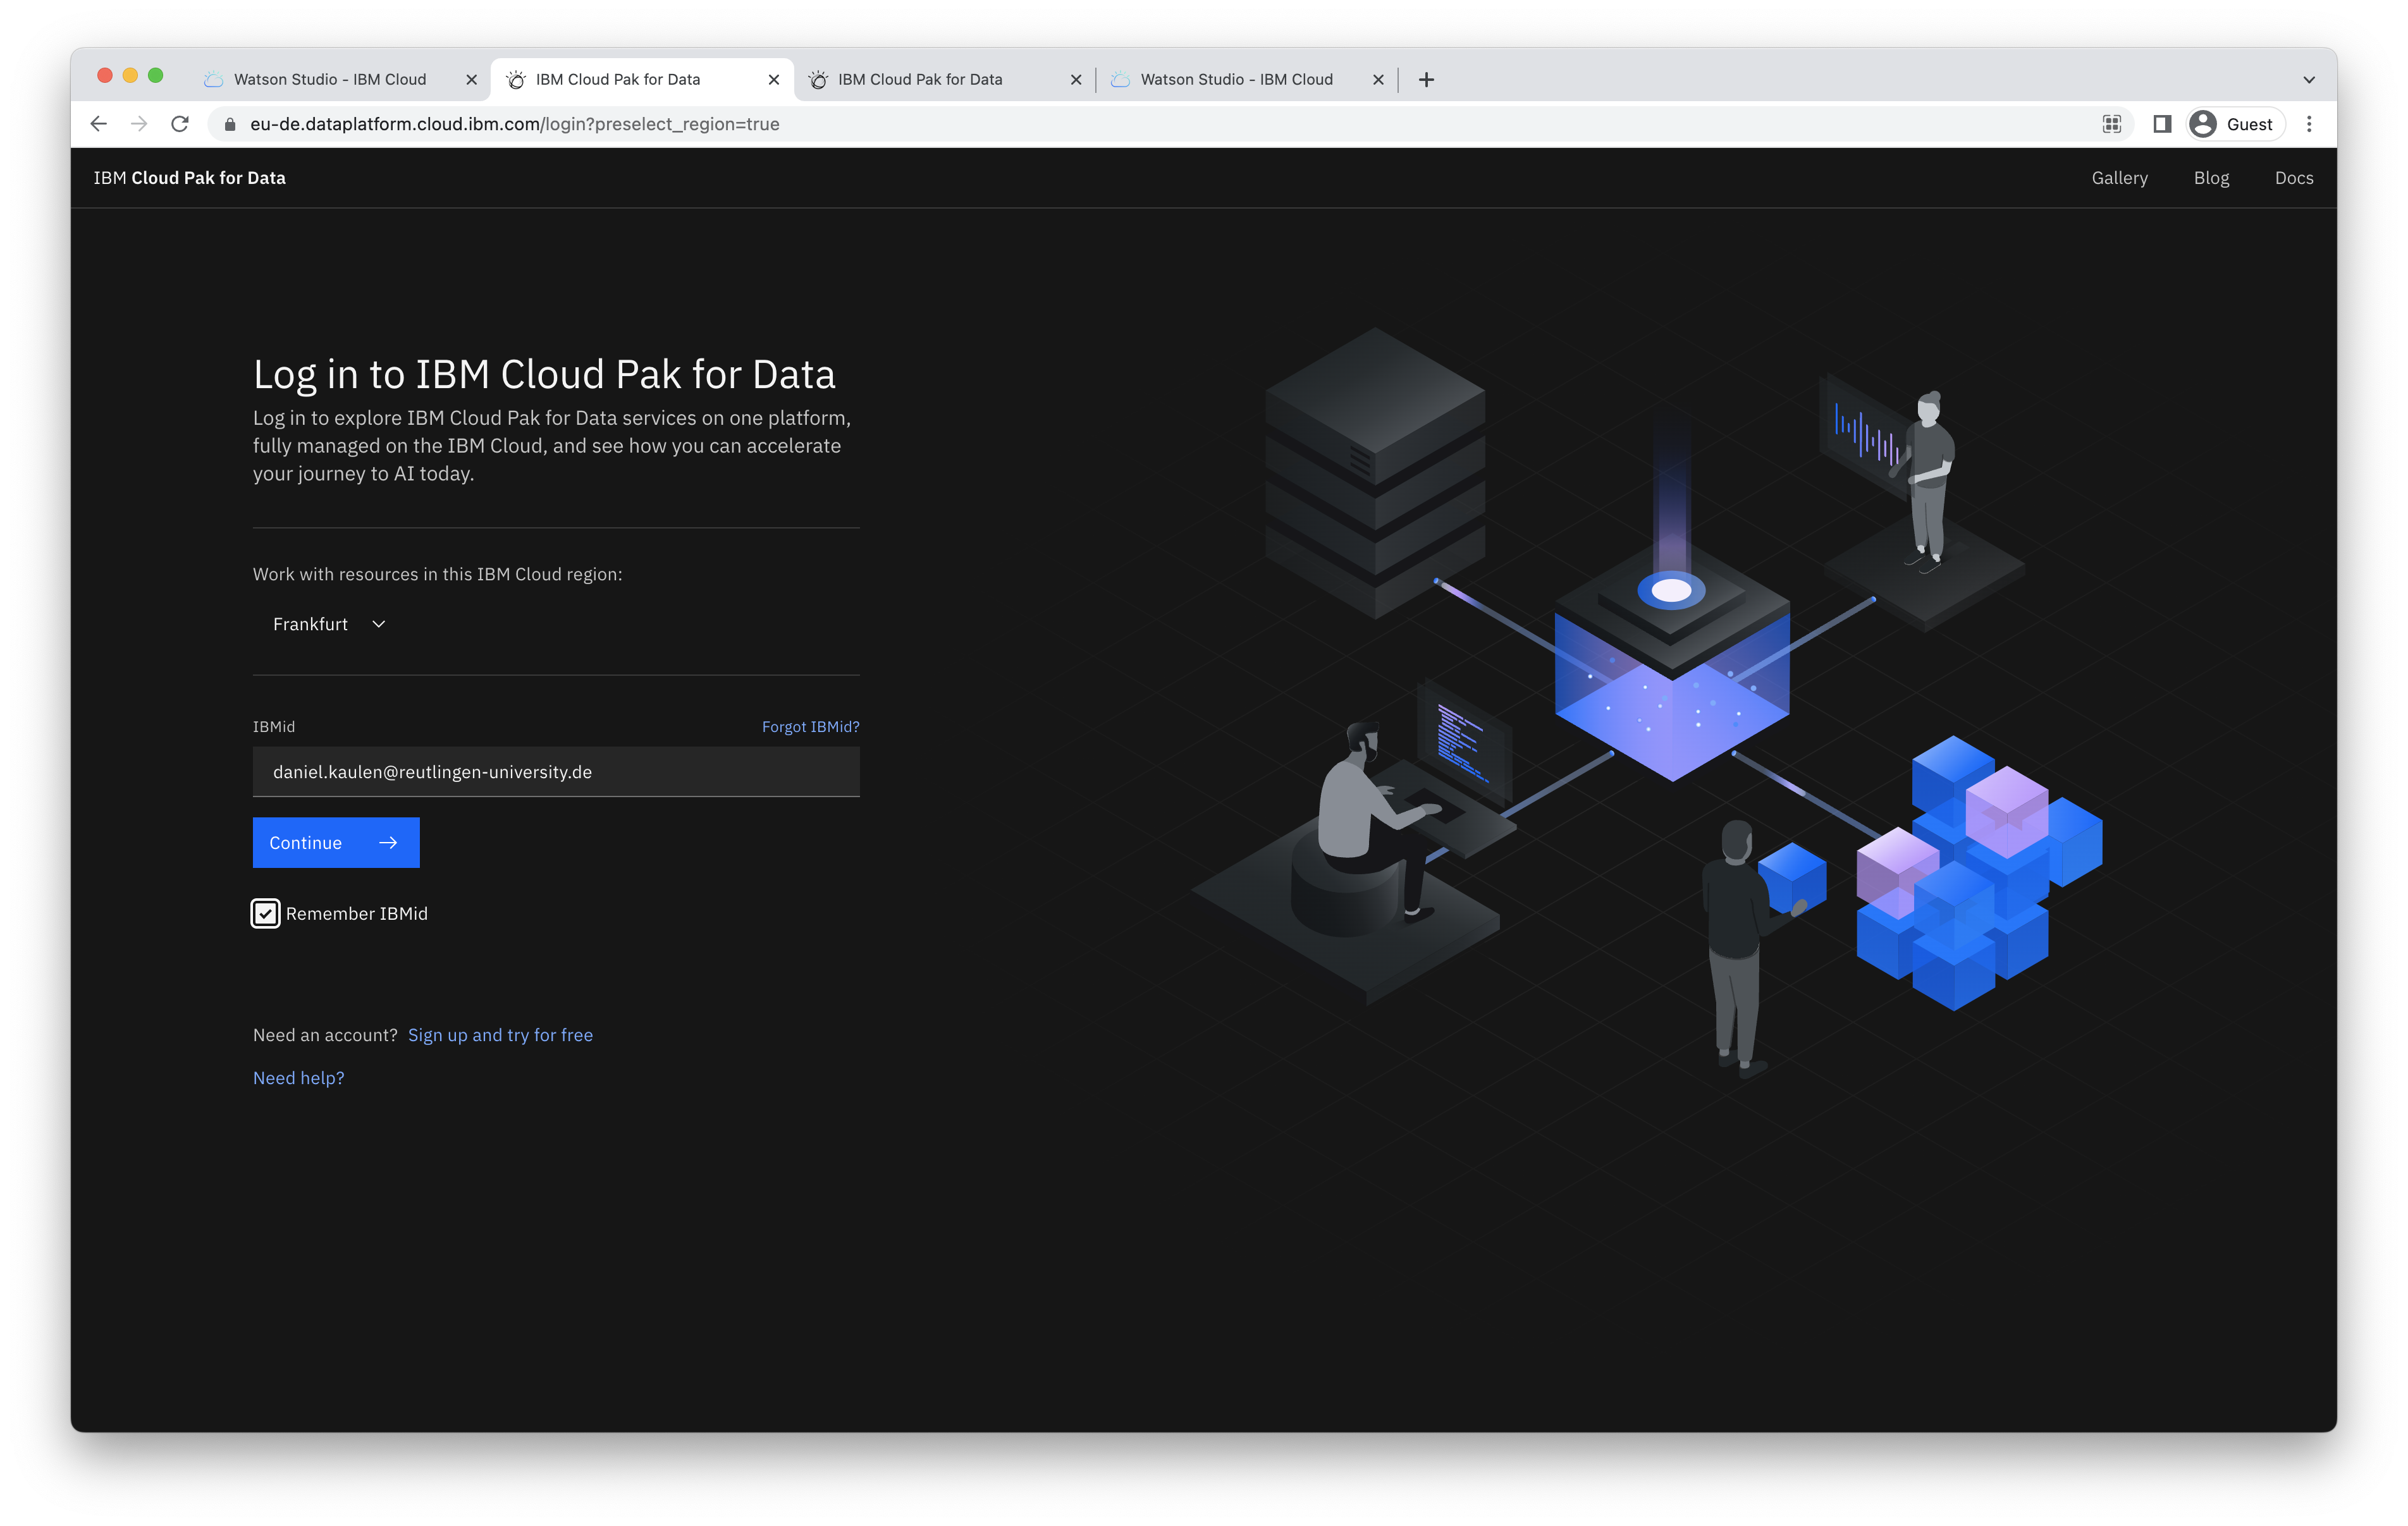 Watson Studio - IBM Cloud
IBM Cloud Pak for Data
IBM Cloud Pak for Data
Watson Studio - IBM Cloud
eu-de.dataplatform.cloud.ibm.com/login?preselect_region=true
Guest
IBM Cloud Pak for Data
Gallery
Blog
Docs
Log in to IBM Cloud Pak for Data
Log in to explore IBM Cloud Pak for Data services on one platform,
fully managed on the IBM Cloud, and see how you can accelerate
your journey to AI today.
Work with resources in this IBM Cloud region:
Frankfurt
IBMid
Forgot IBMid?
daniel.kaulen@reutlingen-university.de
Continue
Remember IBMid
Need an account? Sign up and try for free
Need help?